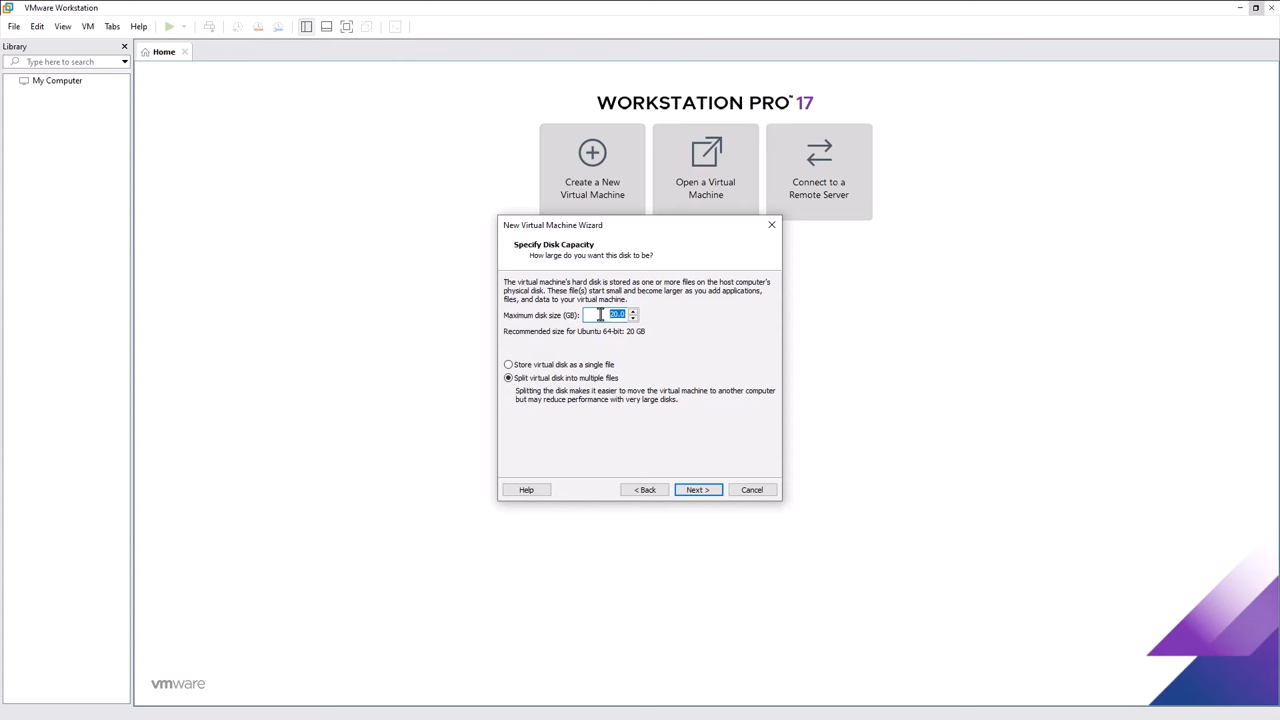 VMware Workstation
File Edit View VM Tabs Help
Library
Home
Type here to search
My Computer
WORKSTATION PRO™ 17
Create a New
Virtual Machine
Open a Virtual
Machine
Connect to a
Remote Server
New Virtual Machine Wizard
Specify Disk Capacity
How large do you want this disk to be?
The virtual machine's hard disk is stored as one or more files on the host computer's
physical disk. These file(s) start small and become larger as you add applications,
files, and data to your virtual machine.
Maximum disk size (GB): 20.0
Recommended size for Ubuntu 64-bit: 20 GB
Store virtual disk as a single file
Split virtual disk into multiple files
Splitting the disk makes it easier to move the virtual machine to another computer
but may reduce performance with very large disks.
Help < Back Next > Cancel
vmware